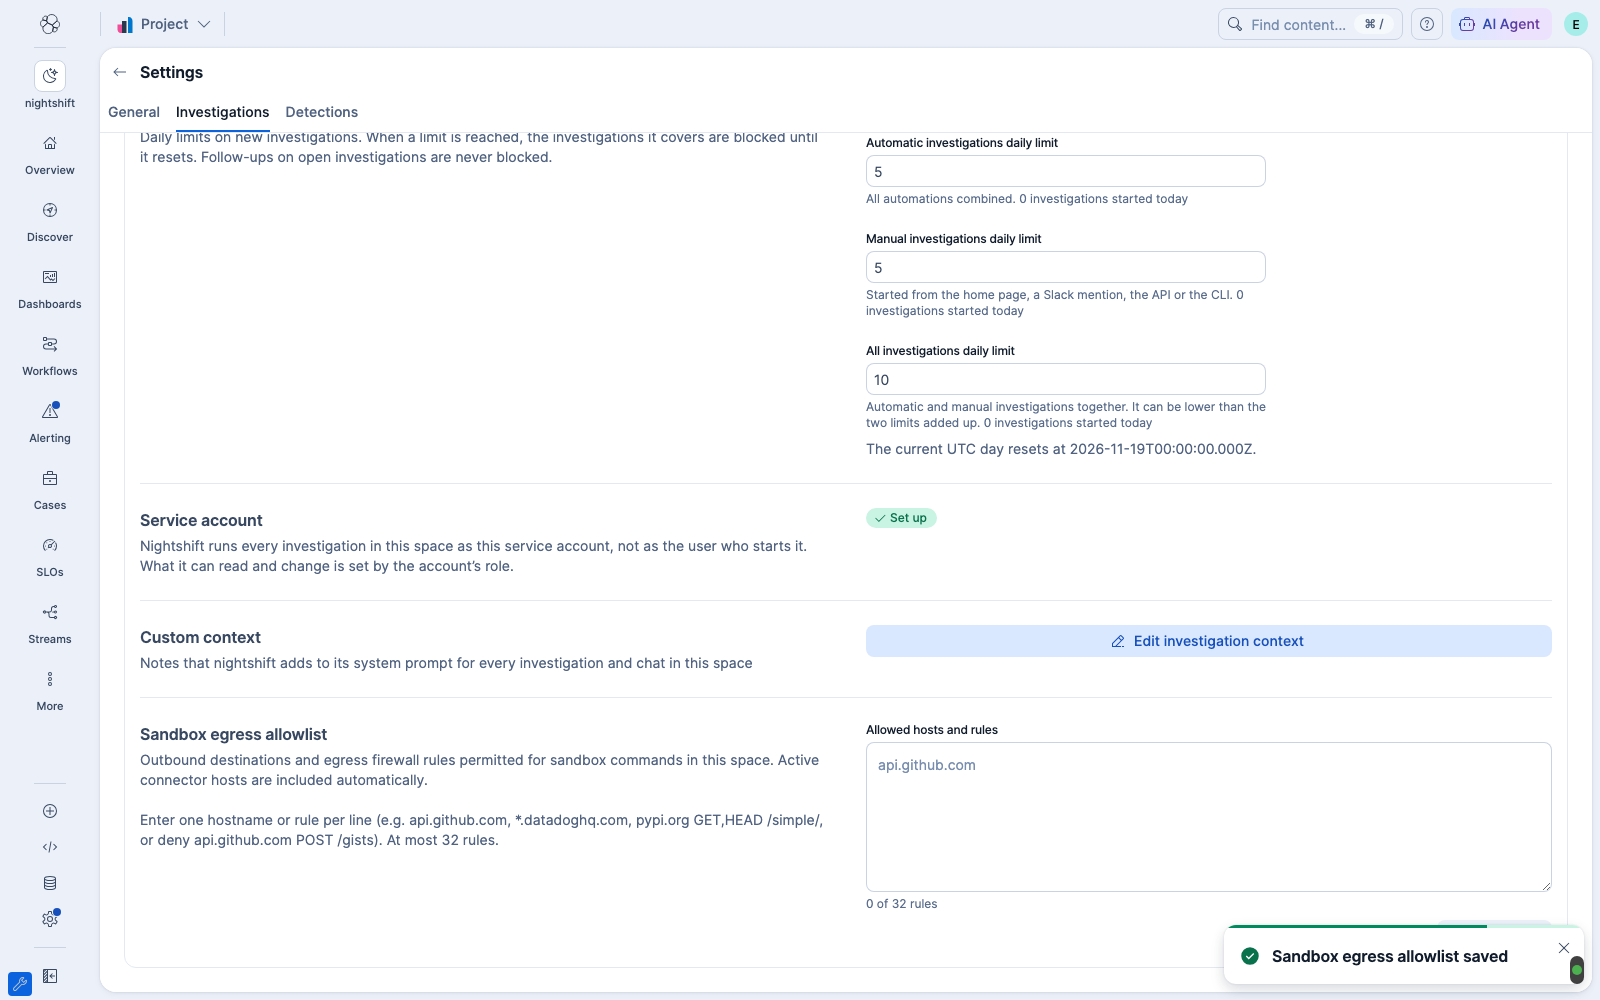 Project
Find content...
⌘ /
AI Agent
E
Settings
General
Investigations
Detections
nightshift
Overview
Discover
Dashboards
Workflows
Alerting
Cases
SLOs
Streams
More
Daily limits on new investigations. When a limit is reached, the investigations it covers are blocked until
it resets. Follow-ups on open investigations are never blocked.
Automatic investigations daily limit
5
All automations combined. 0 investigations started today
Manual investigations daily limit
5
Started from the home page, a Slack mention, the API or the CLI. 0
investigations started today
All investigations daily limit
10
Automatic and manual investigations together. It can be lower than the
two limits added up. 0 investigations started today
The current UTC day resets at 2026-11-19T00:00:00.000Z.
Service account
Nightshift runs every investigation in this space as this service account, not as the user who starts it.
What it can read and change is set by the account’s role.
Set up
Custom context
Notes that nightshift adds to its system prompt for every investigation and chat in this space
Edit investigation context
Sandbox egress allowlist
Outbound destinations and egress firewall rules permitted for sandbox commands in this space. Active
connector hosts are included automatically.
Enter one hostname or rule per line (e.g. api.github.com, *.datadoghq.com, pypi.org GET,HEAD /simple/,
or deny api.github.com POST /gists). At most 32 rules.
Allowed hosts and rules
api.github.com
0 of 32 rules
Sandbox egress allowlist saved